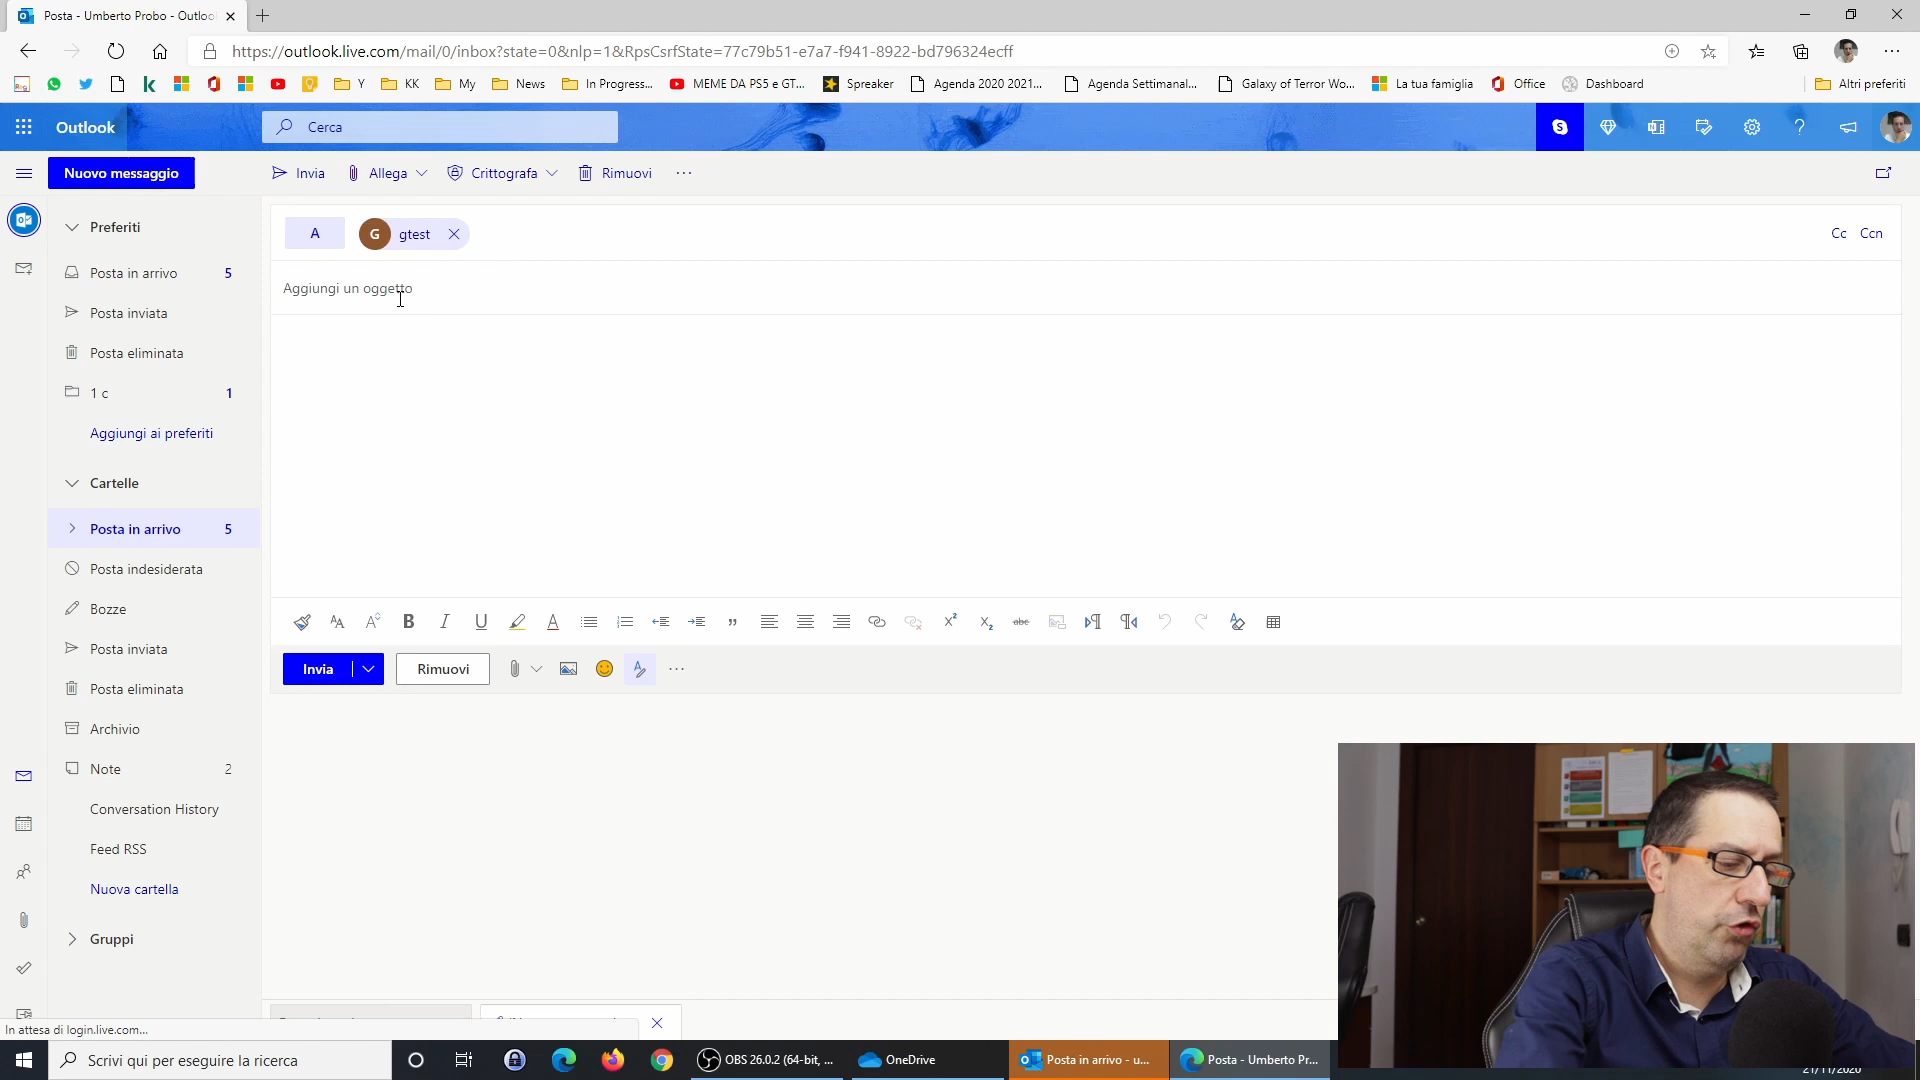 Posta - Umberto Probo - Outloo
https://outlook.live.com/mail/0/inbox?state=0&nlp=1&RpsCsrfState=77c79b51-e7a7-f941-8922-bd796324ecff
Y KK My News In Progress... MEME DA PS5 e GT... Spreaker Agenda 2020 2021... Agenda Settimanal... Galaxy of Terror Wo... La tua famiglia Office Dashboard Altri preferiti
Outlook Cerca
Nuovo messaggio Invia Allega Crittografa Rimuovi
A G gtest Cc Ccn
Aggiungi un oggetto
Preferiti
Posta in arrivo 5
Posta inviata
Posta eliminata
1 c 1
Aggiungi ai preferiti
Cartelle
Posta in arrivo 5
Posta indesiderata
Bozze
Posta inviata
Posta eliminata
Archivio
Note 2
Conversation History
Feed RSS
Nuova cartella
Gruppi
Invia Rimuovi
In attesa di login.live.com...
Scrivi qui per eseguire la ricerca
OBS 26.0.2 (64-bit, ...
OneDrive
Posta in arrivo - u...
Posta - Umberto Pr...
21/11/2020